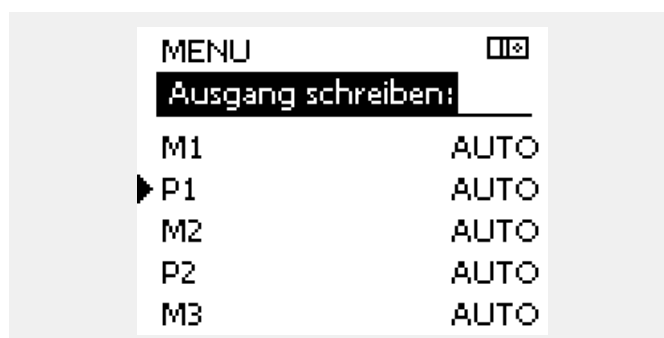 MENU
Ausgang schreiben:
M1 AUTO
P1 AUTO
M2 AUTO
P2 AUTO
M3 AUTO